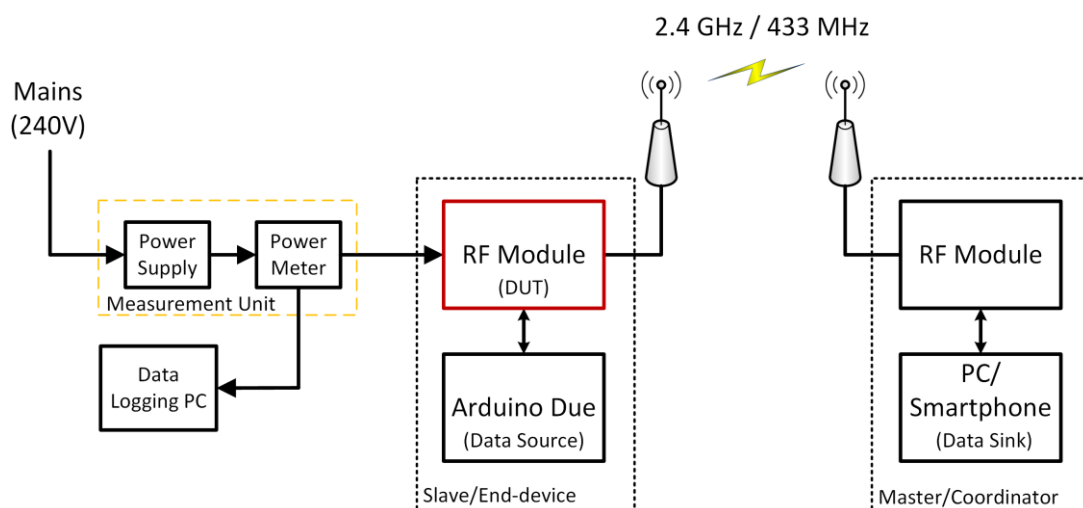 2.4 GHz / 433 MHz
Mains
(240V)
Power
Supply
Power
Meter
Measurement Unit
Data
Logging PC
RF Module
(DUT)
Arduino Due
(Data Source)
Slave/End-device
RF Module
PC/
Smartphone
(Data Sink)
Master/Coordinator